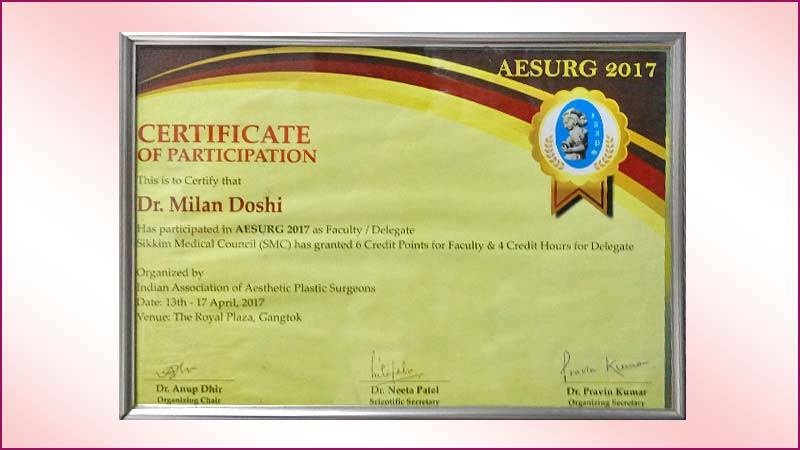 AESURG 2017
CERTIFICATE
OF PARTICIPATION
This is to Certify that
Dr. Milan Doshi
Has participated in AESURG 2017 as Faculty / Delegate
Sikkim Medical Council (SMC) has granted 6 Credit Points for Faculty & 4 Credit Hours for Delegate
Organized by
Indian Association of Aesthetic Plastic Surgeons
Date: 13th - 17 April, 2017
Venue: The Royal Plaza, Gangtok
Pravin Kumar
Dr. Anup Dhir
Organizing Chair
Dr. Neeta Patel
Scientific Secretary
Dr. Pravin Kumar
Organizing Secretary